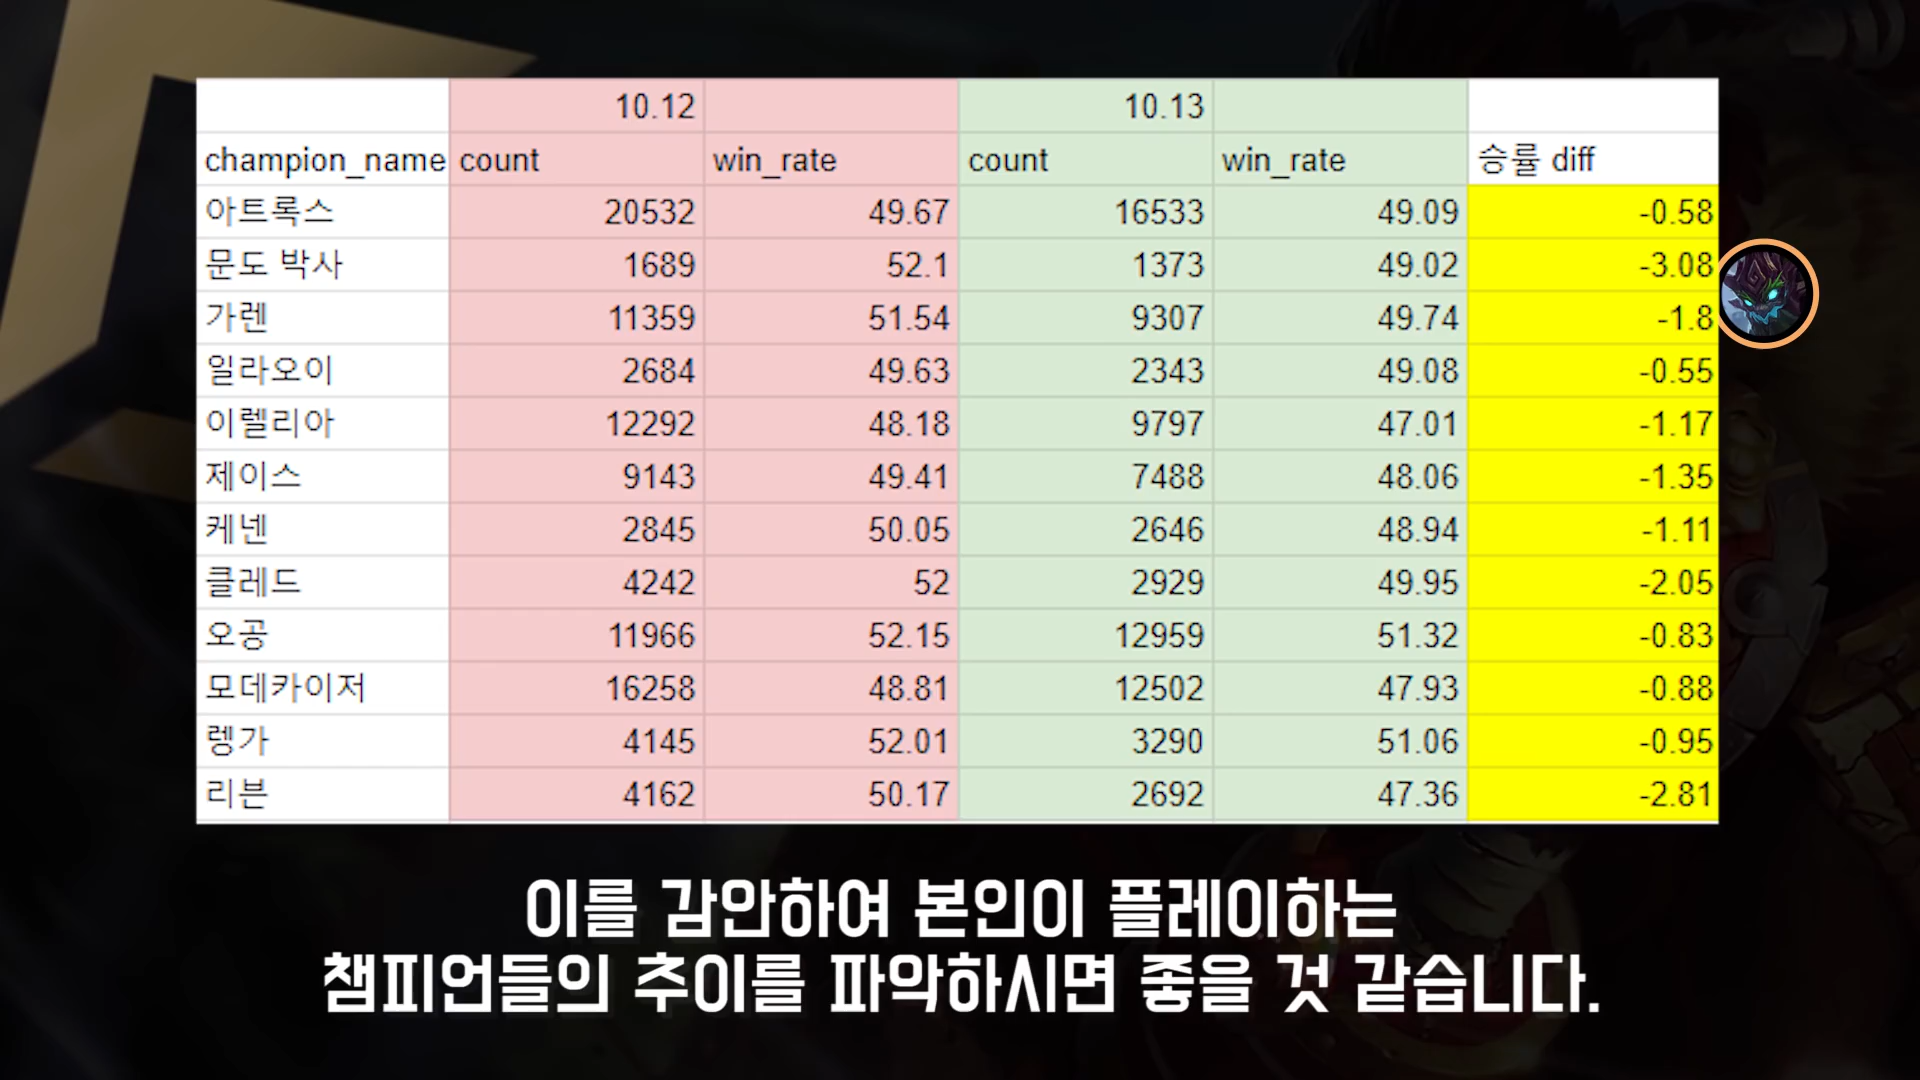 10.12 10.13
champion_name count win_rate count win_rate 승률 diff
아트록스 20532 49.67 16533 49.09 -0.58
문도 박사 1689 52.1 1373 49.02 -3.08
가렌 11359 51.54 9307 49.74 -1.8
일라오이 2684 49.63 2343 49.08 -0.55
이렐리아 12292 48.18 9797 47.01 -1.17
제이스 9143 49.41 7488 48.06 -1.35
케넨 2845 50.05 2646 48.94 -1.11
클레드 4242 52 2929 49.95 -2.05
오공 11966 52.15 12959 51.32 -0.83
모데카이저 16258 48.81 12502 47.93 -0.88
렝가 4145 52.01 3290 51.06 -0.95
리븐 4162 50.17 2692 47.36 -2.81
이를 감안하여 본인이 플레이하는
챔피언들의 추이를 파악하시면 좋을 것 같습니다.